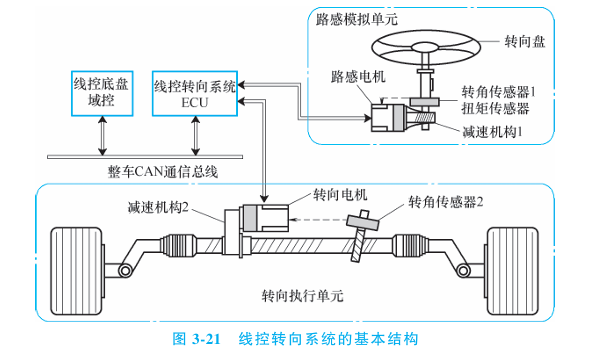 路感模拟单元
转向盘
路感电机
转角传感器1
扭矩传感器
减速机构1
线控底盘
域控
线控转向系统
ECU
整车CAN通信总线
减速机构2
转向电机
转角传感器2
转向执行单元
图 3-21 线控转向系统的基本结构